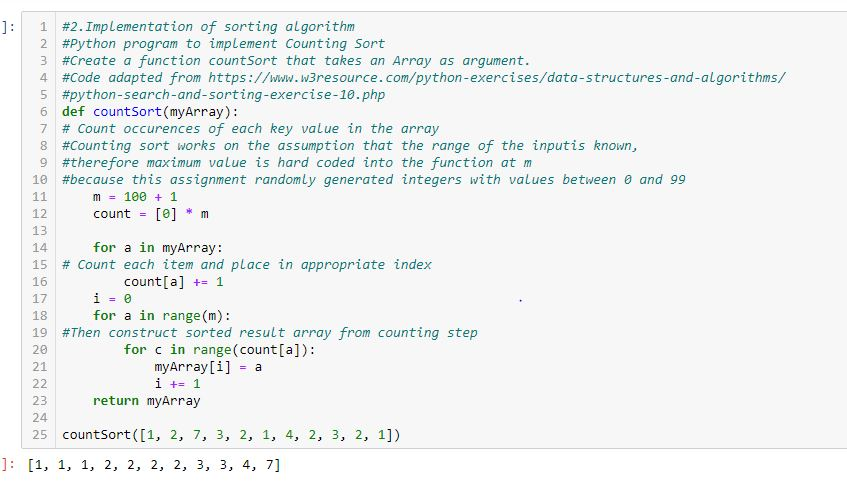 ]: 1 #2.Implementation of sorting algorithm
2 #Python program to implement Counting Sort
3 #Create a function countSort that takes an Array as argument.
4 #Code adapted from https://www.w3resource.com/python-exercises/data-structures-and-algorithms/
5 #python-search-and-sorting-exercise-10.php
6 def countSort(myArray):
7 # Count occurences of each key value in the array
8 #Counting sort works on the assumption that the range of the inputis known,
9 #therefore maximum value is hard coded into the function at m
10 #because this assignment randomly generated integers with values between 0 and 99
11     m = 100 + 1
12     count = [0] * m
13
14     for a in myArray:
15 # Count each item and place in appropriate index
16         count[a] += 1
17     i = 0
18     for a in range(m):
19 #Then construct sorted result array from counting step
20         for c in range(count[a]):
21             myArray[i] = a
22             i += 1
23     return myArray
24
25 countSort([1, 2, 7, 3, 2, 1, 4, 2, 3, 2, 1])
]: [1, 1, 1, 2, 2, 2, 2, 3, 3, 4, 7]